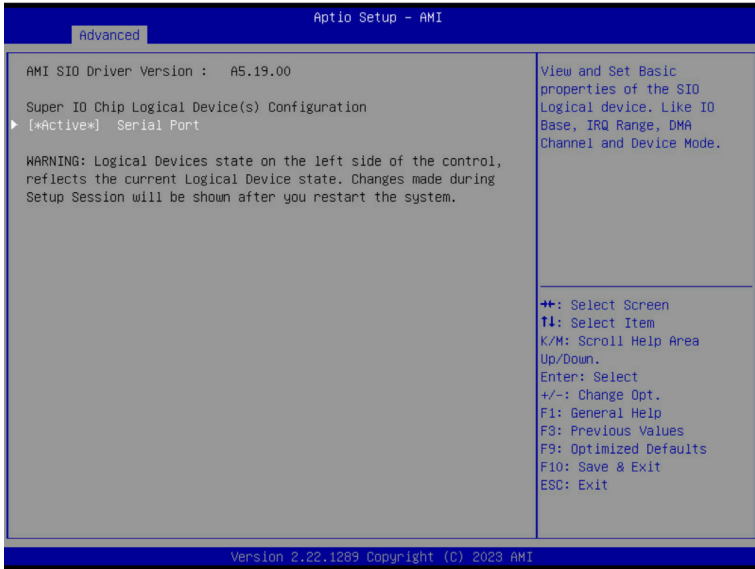 Aptio Setup – AMI
Advanced
AMI SIO Driver Version : A5.19.00
Super IO Chip Logical Device(s) Configuration
[*Active*] Serial Port
WARNING: Logical Devices state on the left side of the control,
reflects the current Logical Device state. Changes made during
Setup Session will be shown after you restart the system.
View and Set Basic
properties of the SIO
Logical device. Like IO
Base, IRQ Range, DMA
Channel and Device Mode.
→←: Select Screen
↑↓: Select Item
K/M: Scroll Help Area
Up/Down.
Enter: Select
+/-: Change Opt.
F1: General Help
F3: Previous Values
F9: Optimized Defaults
F10: Save & Exit
ESC: Exit
Version 2.22.1289 Copyright (C) 2023 AMI